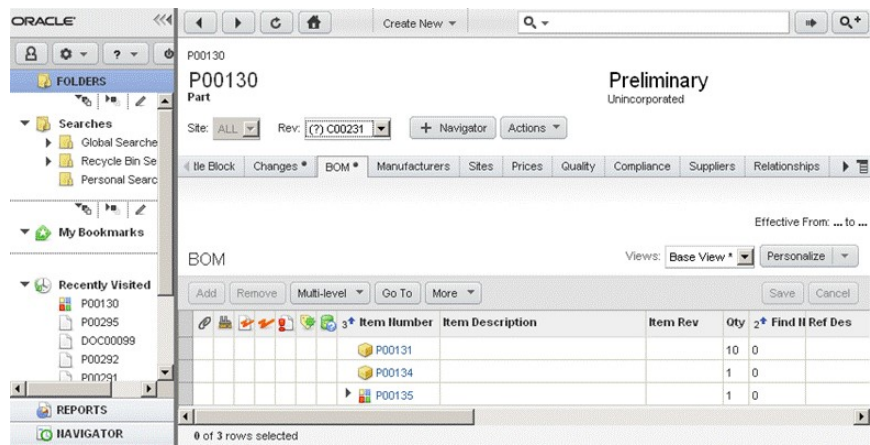 ORACLE
Create New
? 
P00130
P00130
Preliminary
Part
Unincorporated
Site: ALL Rev: (?) C00231 + Navigator Actions
tle Block Changes • BOM • Manufacturers Sites Prices Quality Compliance Suppliers Relationships
FOLDERS
Searches
Global Searche
Recycle Bin Se
Personal Searc
My Bookmarks
Recently Visited
P00130
P00295
DOC00099
P00292
P00291
REPORTS
NAVIGATOR
Effective From: ... to ...
BOM
Views: Base View * Personalize
Add Remove Multi-level Go To More Save Cancel
3 Item Number Item Description Item Rev Qty 2 Find N Ref Des
P00131 10 0
P00134 1 0
P00135 1 0
0 of 3 rows selected